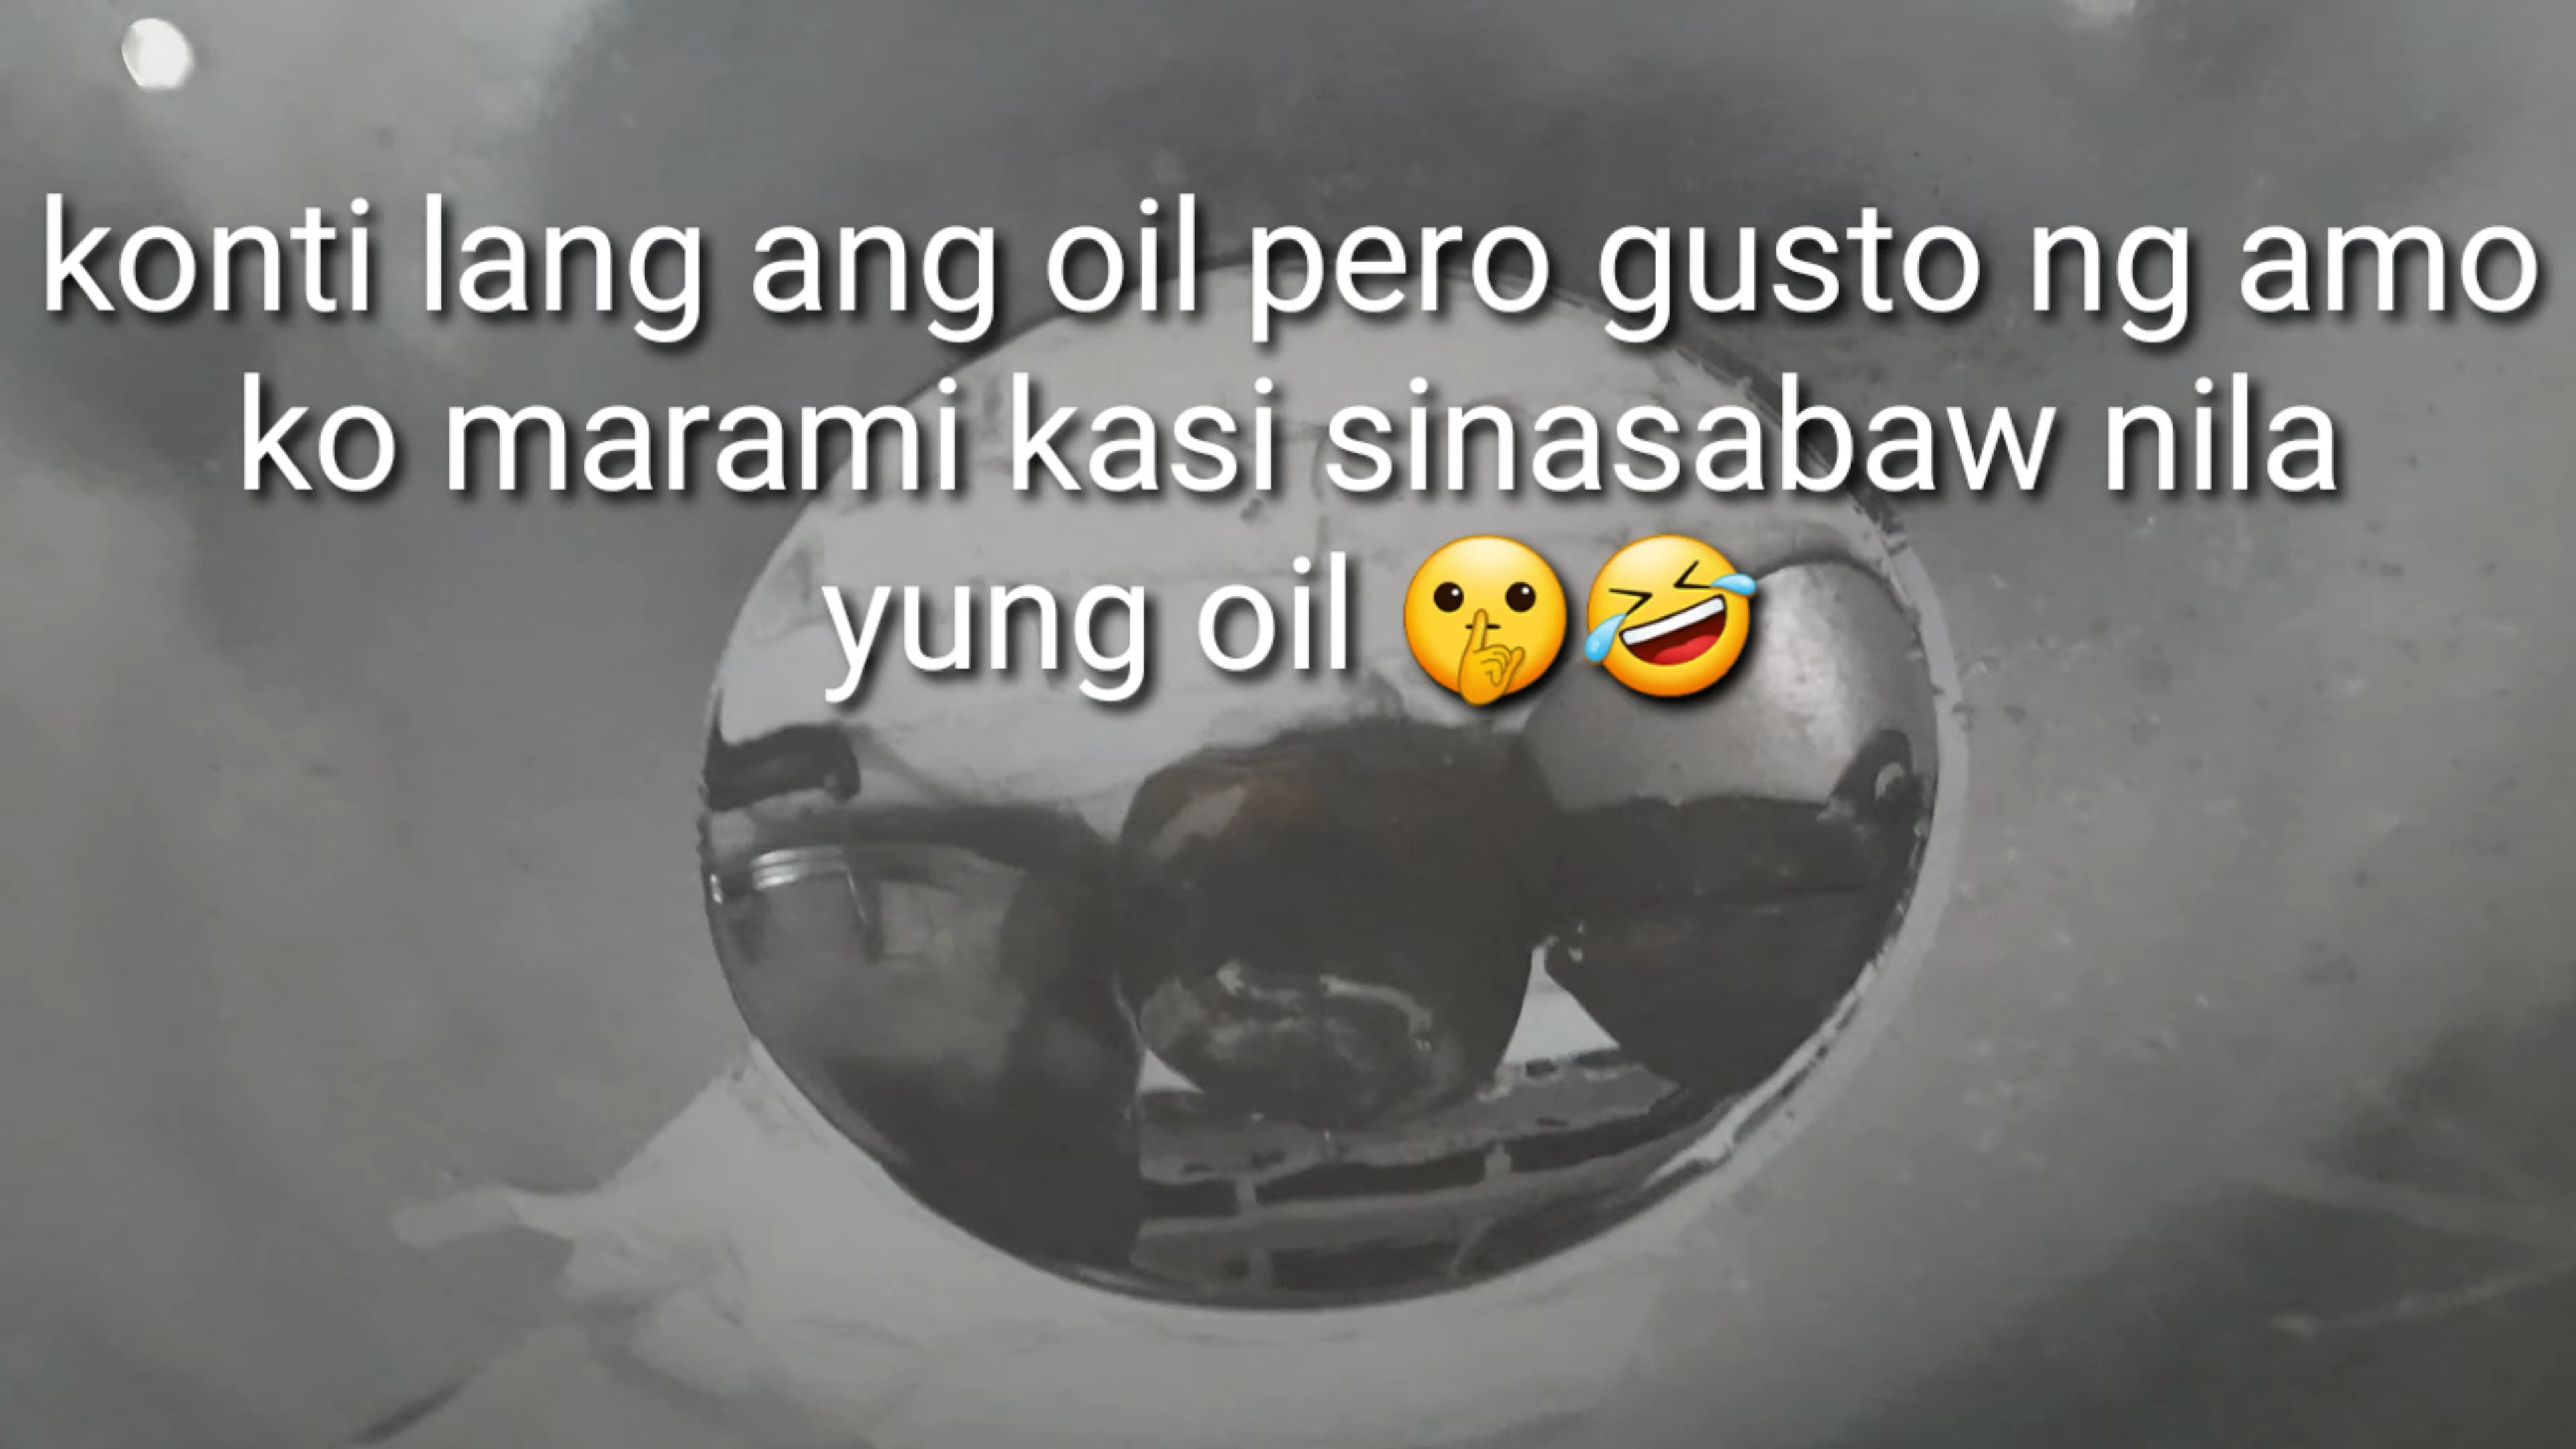 konti lang ang oil pero gusto ng amo
ko marami kasi sinasabaw nila
yung oil 🤫🤣